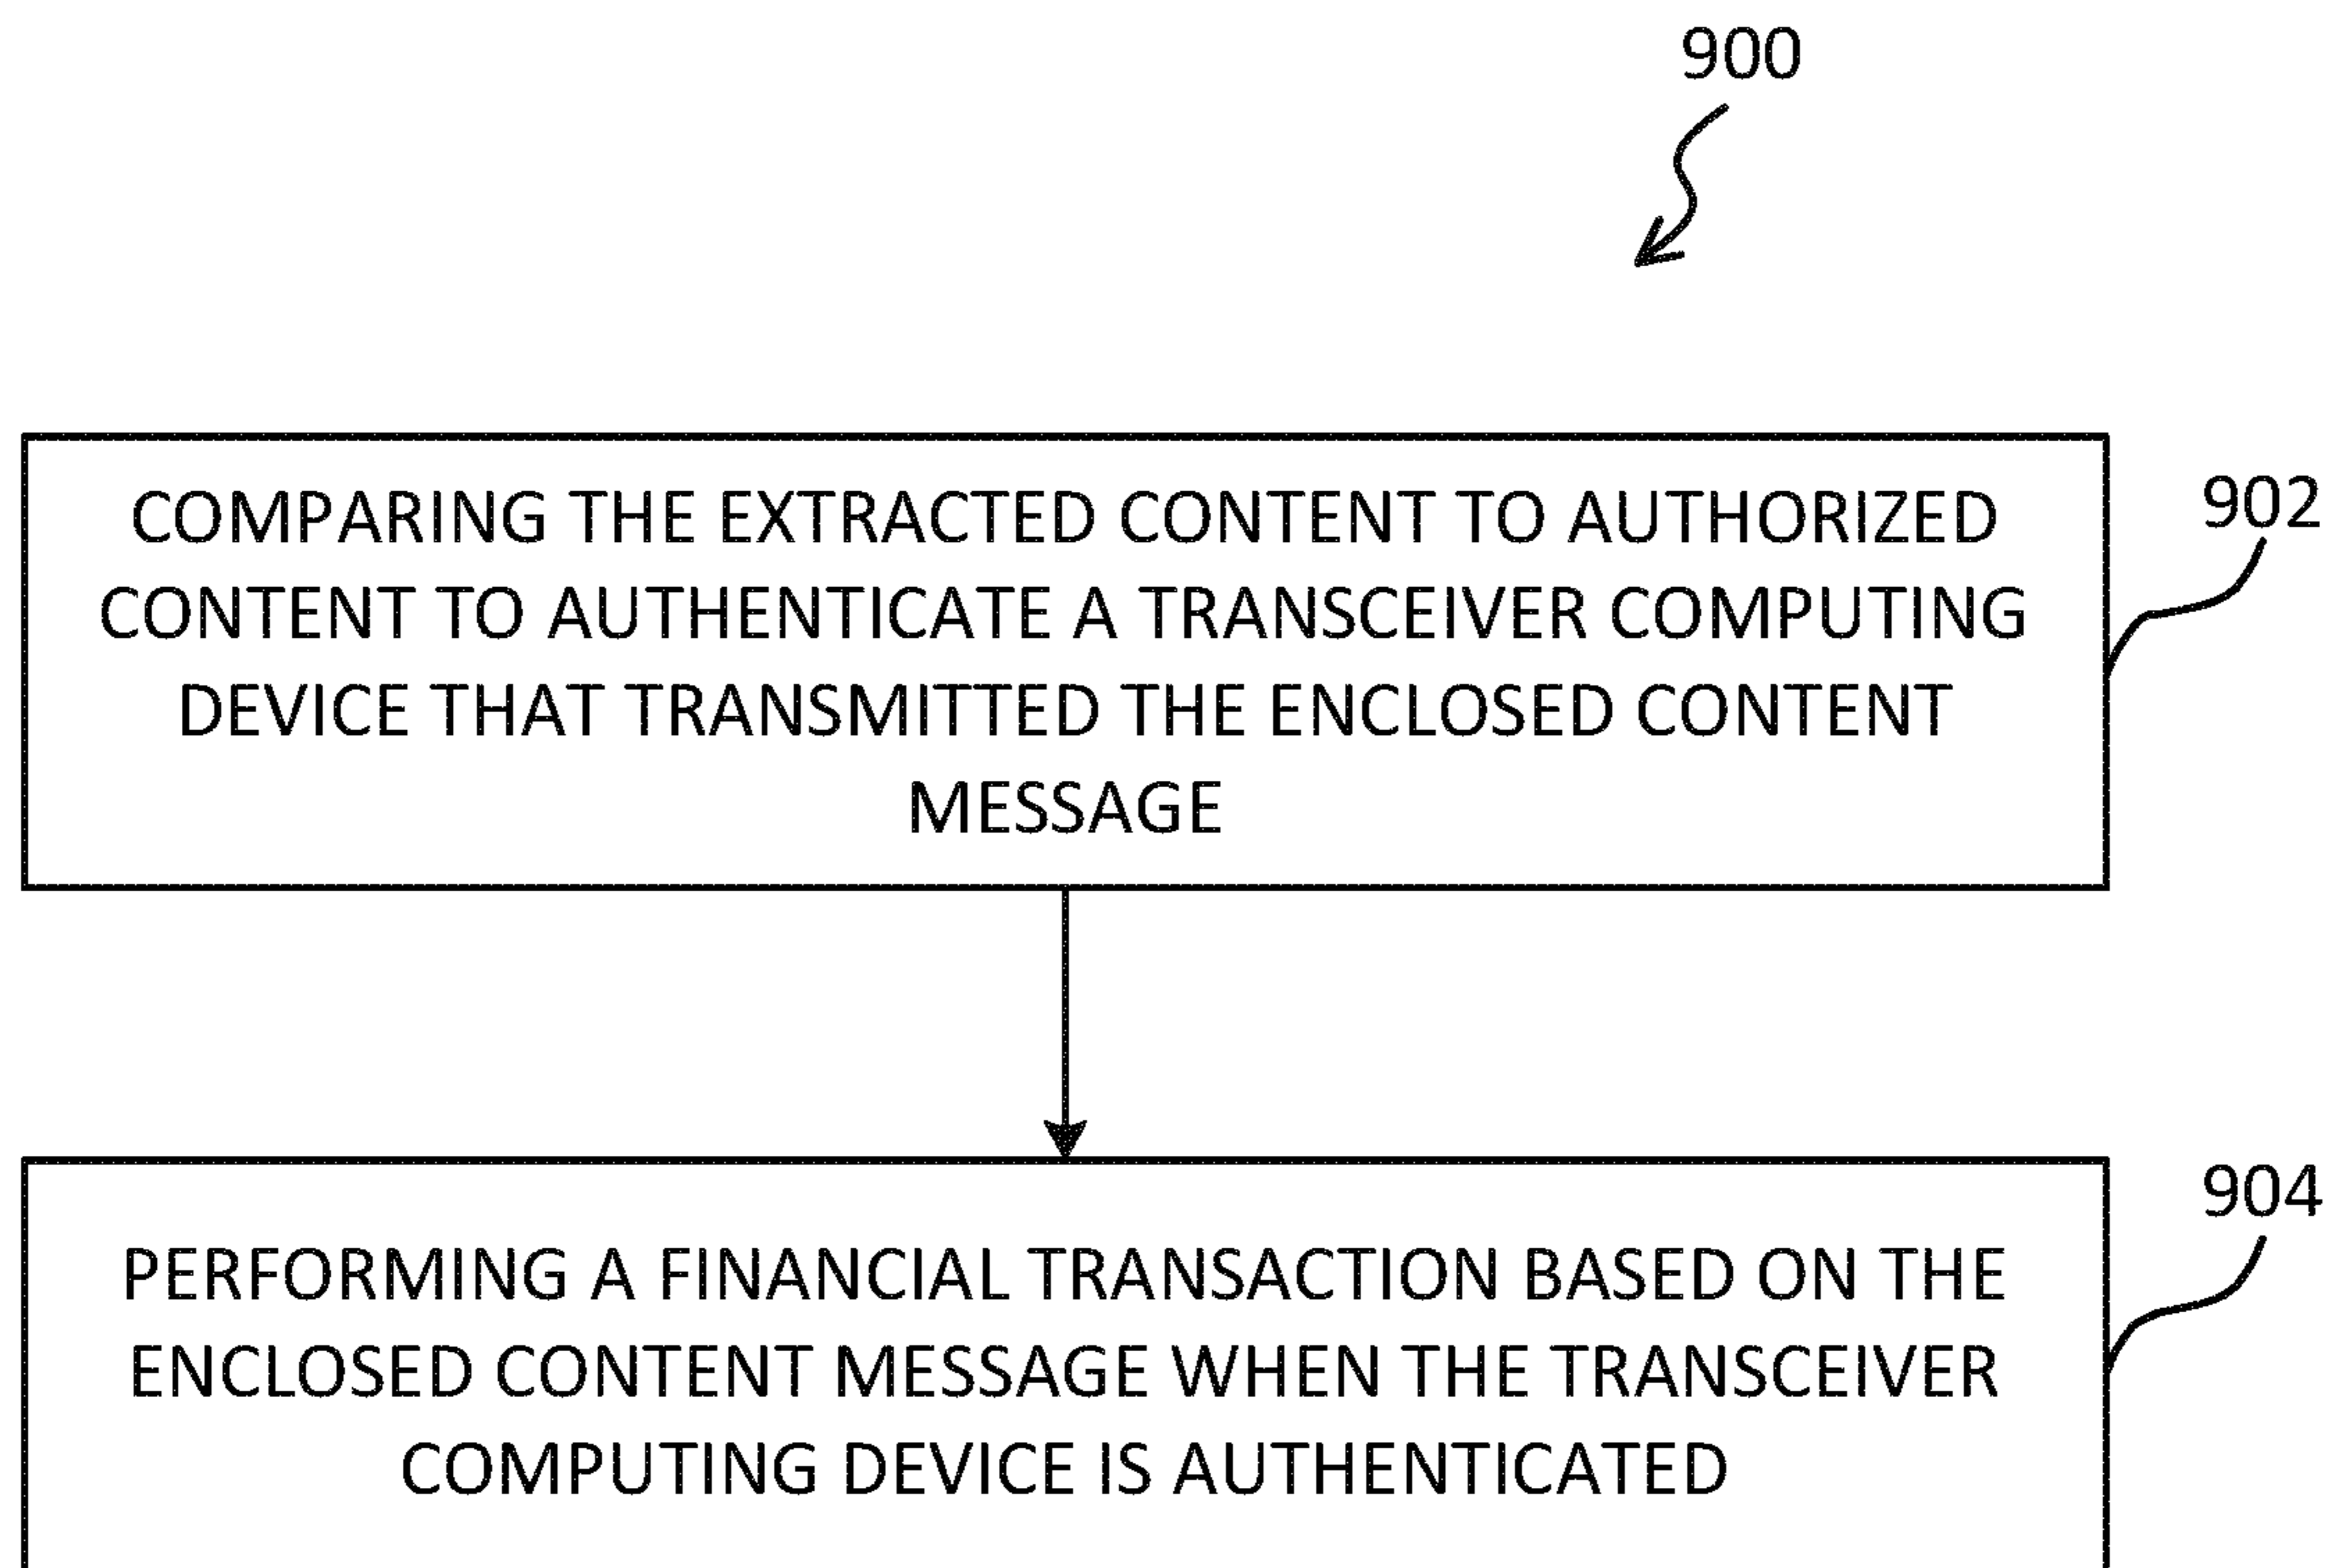 900
COMPARING THE EXTRACTED CONTENT TO AUTHORIZED
CONTENT TO AUTHENTICATE A TRANSCEIVER COMPUTING
DEVICE THAT TRANSMITTED THE ENCLOSED CONTENT
MESSAGE
902
PERFORMING A FINANCIAL TRANSACTION BASED ON THE
ENCLOSED CONTENT MESSAGE WHEN THE TRANSCEIVER
COMPUTING DEVICE IS AUTHENTICATED
904